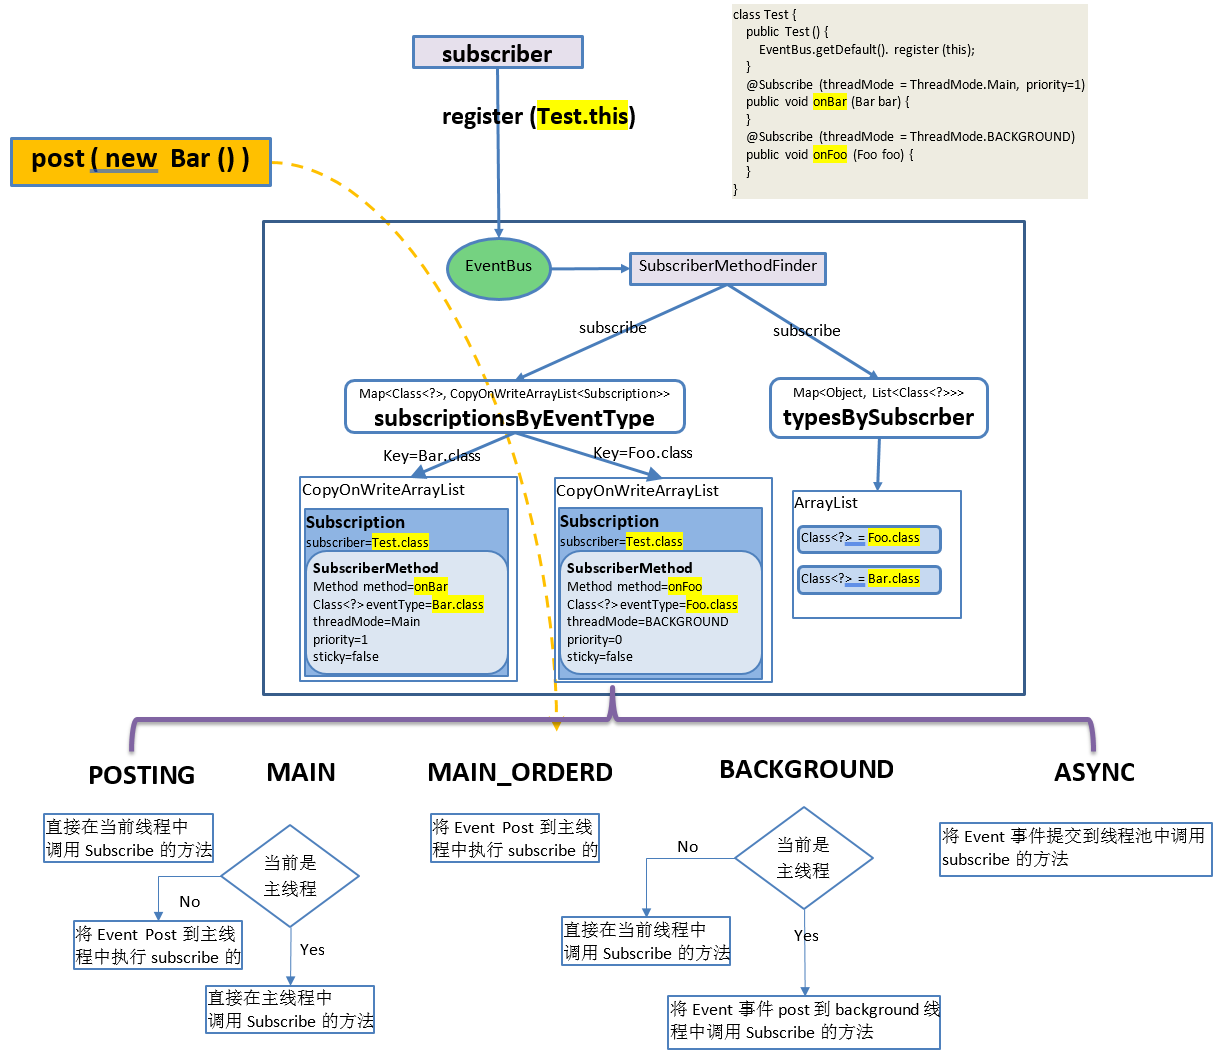 class Test {
public Test () {
EventBus.getDefault(). register (this);
}
@Subscribe (threadMode = ThreadMode.Main, priority=1)
public void onBar (Bar bar) {
}
@Subscribe (threadMode = ThreadMode.BACKGROUND)
public void onFoo (Foo foo) {
}
}
subscriber
register (Test.this)
post ( new Bar () )
EventBus
SubscriberMethodFinder
subscribe
subscribe
Map<Class<?>, CopyOnWriteArrayList<Subscription>>
subscriptionsByEventType
Map<Object, List<Class<?>>>
typesBySubscrber
Key=Bar.class
Key=Foo.class
CopyOnWriteArrayList
Subscription
subscriber=Test.class
SubscriberMethod
Method method=onBar
Class<?> eventType=Bar.class
threadMode=Main
priority=1
sticky=false
CopyOnWriteArrayList
Subscription
subscriber=Test.class
SubscriberMethod
Method method=onFoo
Class<?> eventType=Foo.class
threadMode=BACKGROUND
priority=0
sticky=false
ArrayList
Class<?> = Foo.class
Class<?> = Bar.class
POSTING
直接在当前线程中
调用 Subscribe 的方法
MAIN
当前是
主线程
No
将 Event Post 到主线
程中执行 subscribe 的
Yes
直接在主线程中
调用 Subscribe 的方法
MAIN_ORDERD
将 Event Post 到主线
程中执行 subscribe 的
BACKGROUND
当前是
主线程
No
直接在当前线程中
调用 Subscribe 的方法
Yes
将 Event 事件 post 到 background 线
程中调用 Subscribe 的方法
ASYNC
将 Event 事件提交到线程池中调用
subscribe 的方法